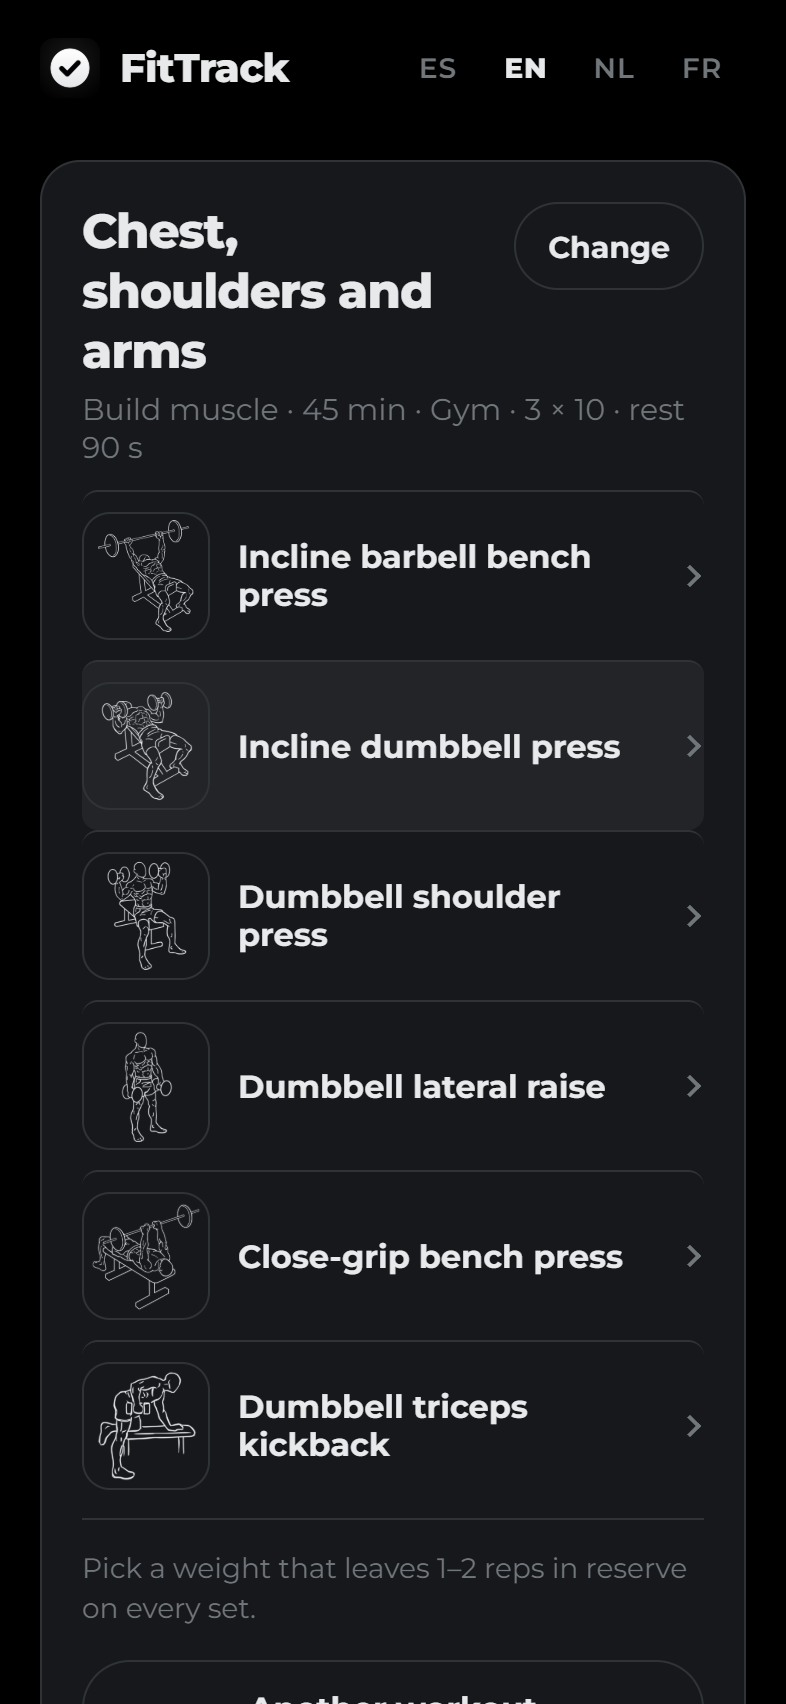 FitTrack
ES EN NL FR
Chest,
shoulders and
arms
Change
Build muscle · 45 min · Gym · 3 × 10 · rest
90 s
Incline barbell bench
press
Incline dumbbell press
Dumbbell shoulder
press
Dumbbell lateral raise
Close-grip bench press
Dumbbell triceps
kickback
Pick a weight that leaves 1–2 reps in reserve
on every set.
Another workout